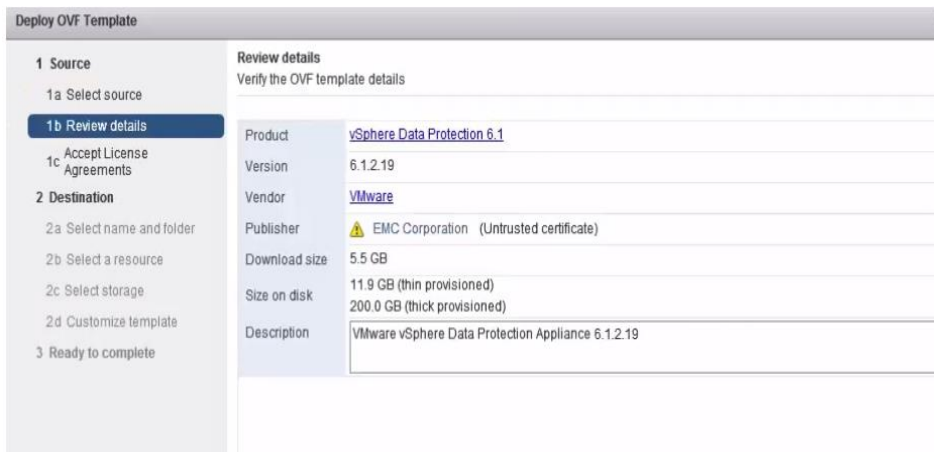 Deploy OVF Template
1 Source
1a Select source
1b Review details
1c Accept License
Agreements
2 Destination
2a Select name and folder
2b Select a resource
2c Select storage
2d Customize template
3 Ready to complete
Review details
Verify the OVF template details
Product vSphere Data Protection 6.1
Version 6.1.2.19
Vendor VMware
Publisher EMC Corporation (Untrusted certificate)
Download size 5.5 GB
Size on disk 11.9 GB (thin provisioned)
200.0 GB (thick provisioned)
Description VMware vSphere Data Protection Appliance 6.1.2.19